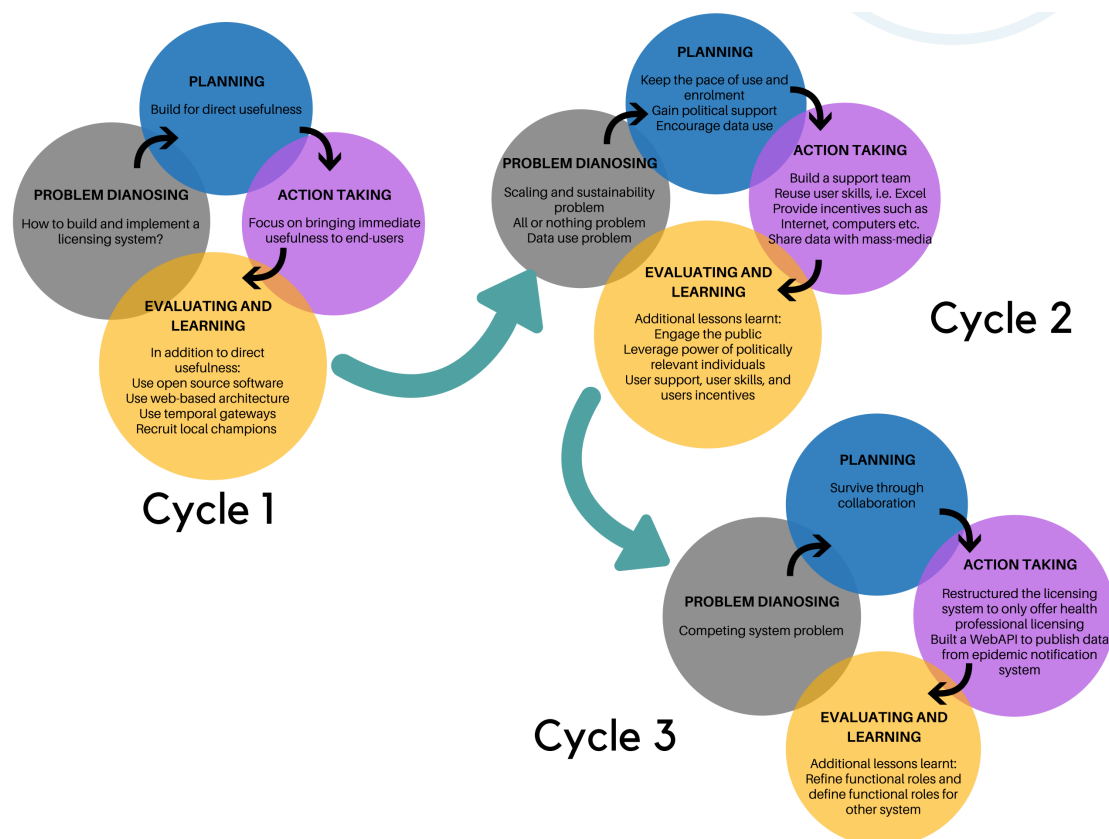 PLANNING
Build for direct usefulness
PROBLEM DIANOSING
How to build and implement a
licensing system?
ACTION TAKING
Focus on bringing immediate
usefulness to end-users
EVALUATING AND
LEARNING
In addition to direct
usefulness:
Use open source software
Use web-based architecture
Use temporal gateways
Recruit local champions
Cycle 1
PLANNING
Keep the pace of use and
enrolment
Gain political support
Encourage data use
PROBLEM DIANOSING
Scaling and sustainability
problem
All or nothing problem
Data use problem
ACTION TAKING
Build a support team
Reuse user skills, i.e. Excel
Provide incentives such as
Internet, computers etc.
Share data with mass-media
EVALUATING AND
LEARNING
Additional lessons learnt:
Engage the public
Leverage power of politically
relevant individuals
User support, user skills, and
users incentives
Cycle 2
PLANNING
Survive through
collaboration
PROBLEM DIANOSING
Competing system problem
ACTION TAKING
Restructured the licensing
system to only offer health
professional licensing
Built a WebAPI to publish data
from epidemic notification
system
EVALUATING AND
LEARNING
Additional lessons learnt:
Refine functional roles and
define functional roles for
other system
Cycle 3